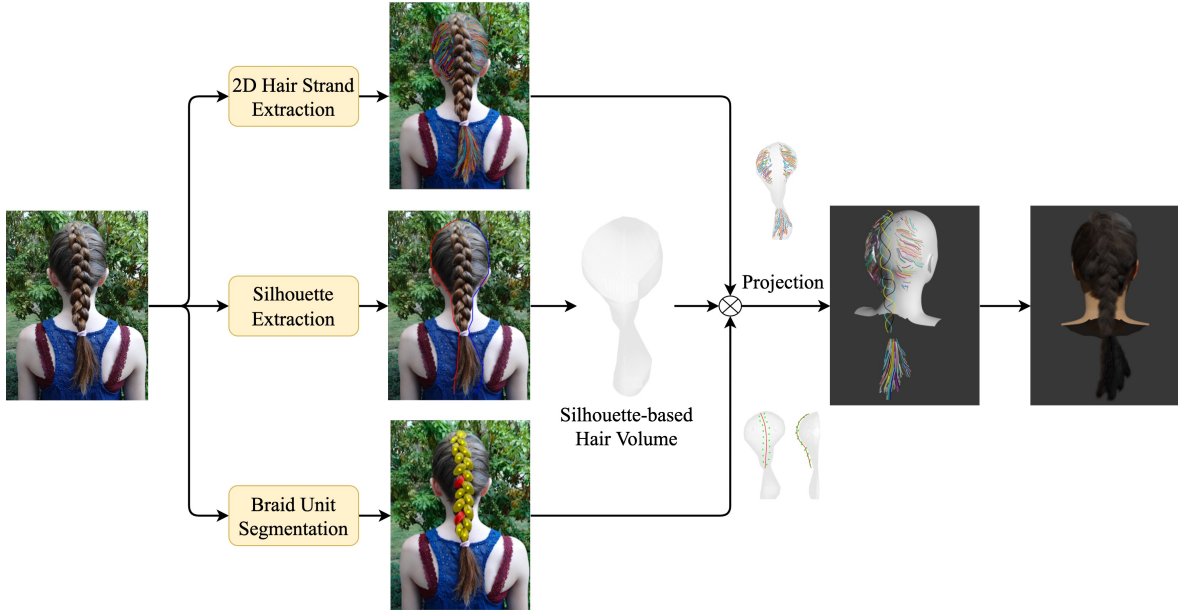 2D Hair Strand
Extraction
Silhouette
Extraction
Braid Unit
Segmentation
Silhouette-based
Hair Volume
Projection